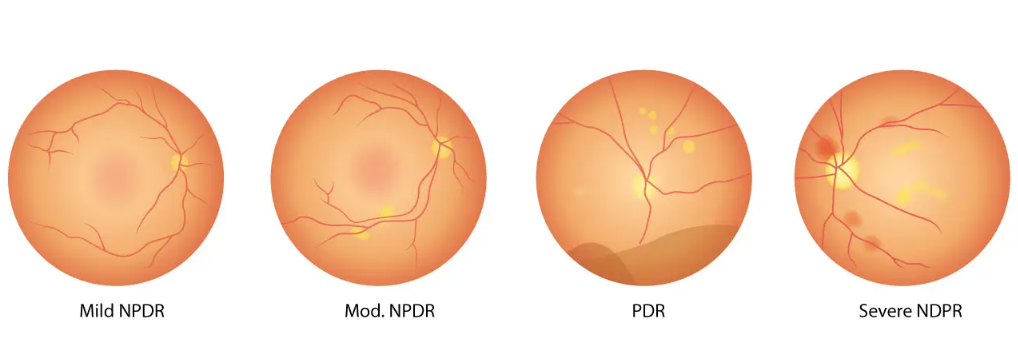 Mild NPDR
Mod. NPDR
PDR
Severe NDPR